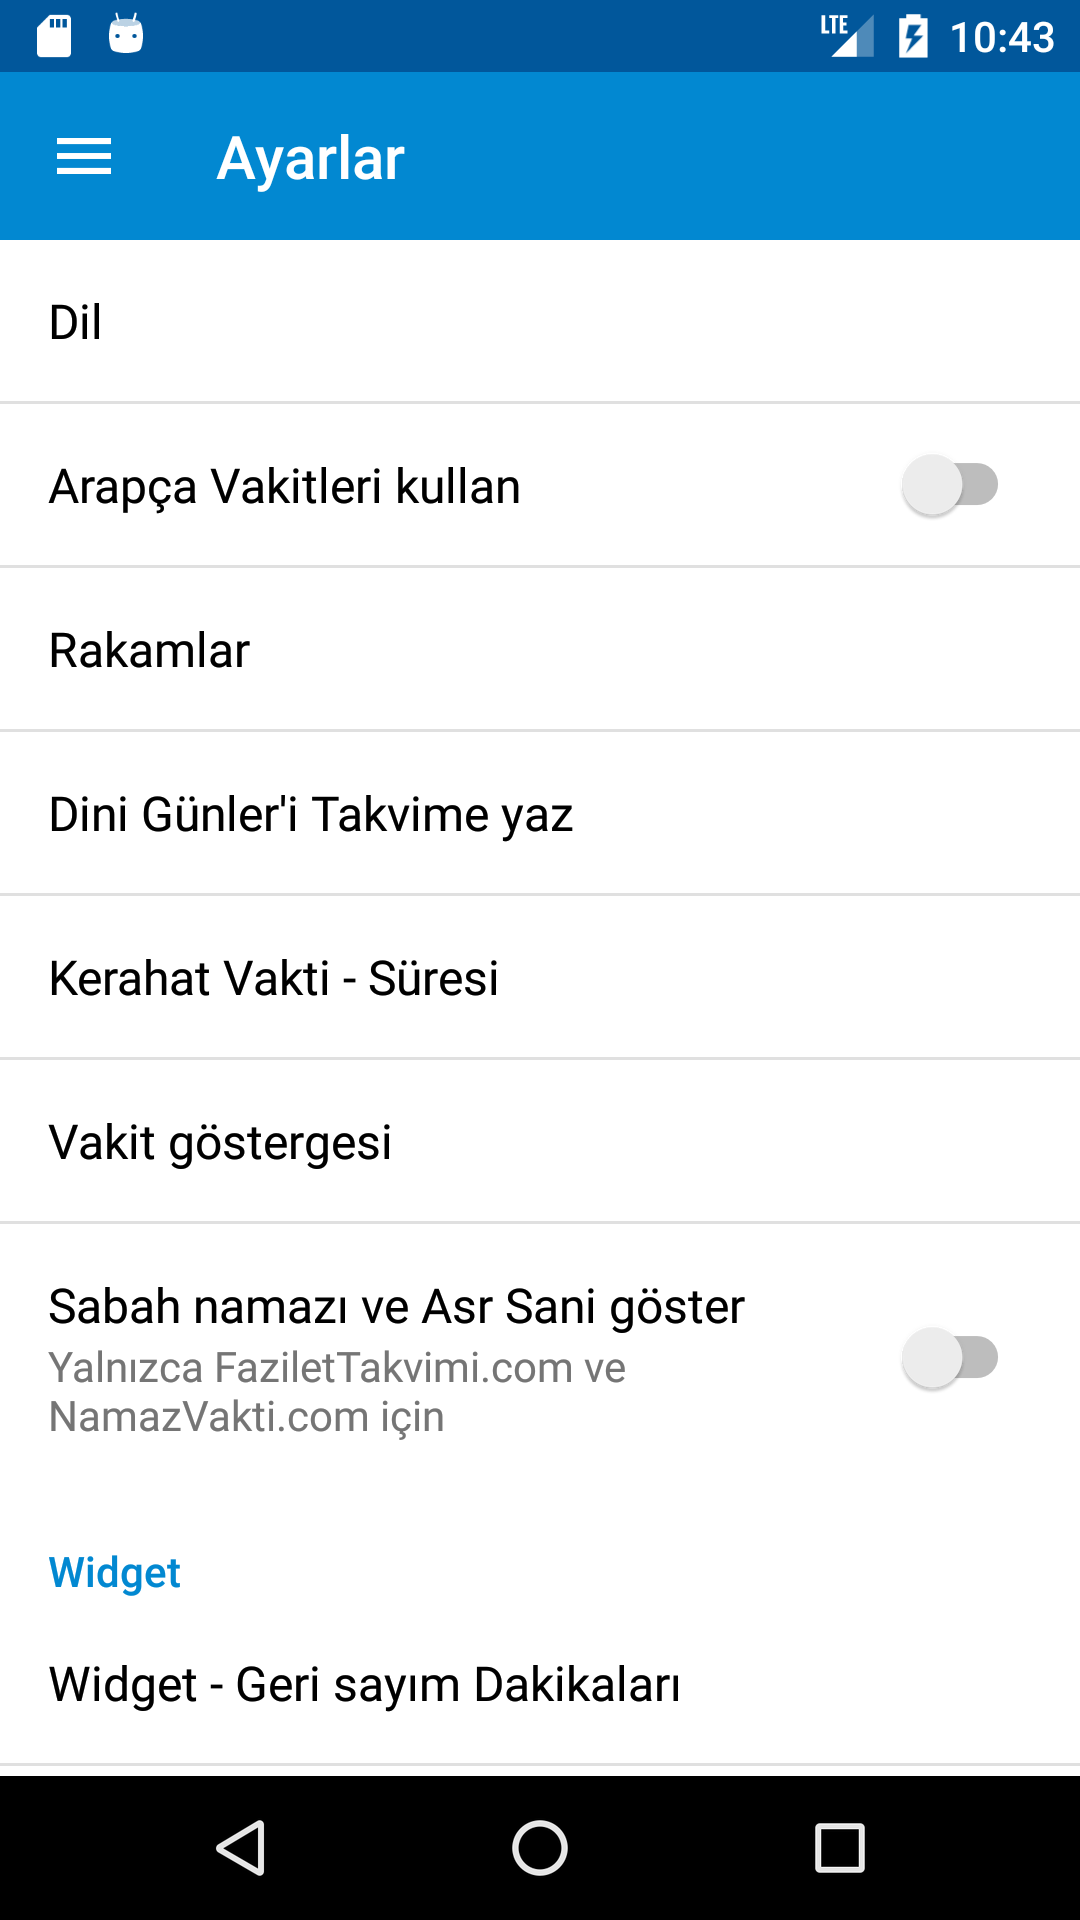 LTE 10:43
Ayarlar
Dil
Arapça Vakitleri kullan
Rakamlar
Dini Günler'i Takvime yaz
Kerahat Vakti - Süresi
Vakit göstergesi
Sabah namazı ve Asr Sani göster
Yalnızca FaziletTakvimi.com ve
NamazVakti.com için
Widget
Widget - Geri sayım Dakikaları